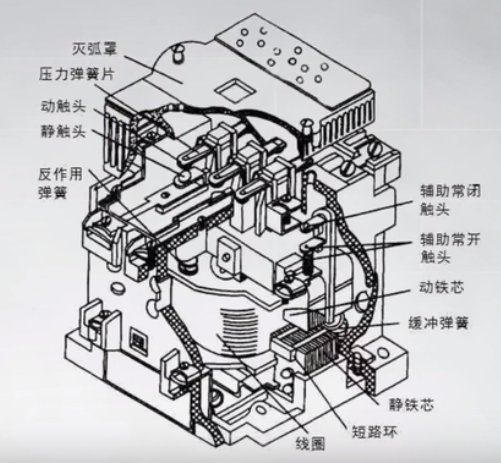 灭弧罩
压力弹簧片
动触头
静触头
反作用
弹簧
辅助常闭
触头
辅助常开
触头
动铁芯
缓冲弹簧
静铁芯
短路环
线圈